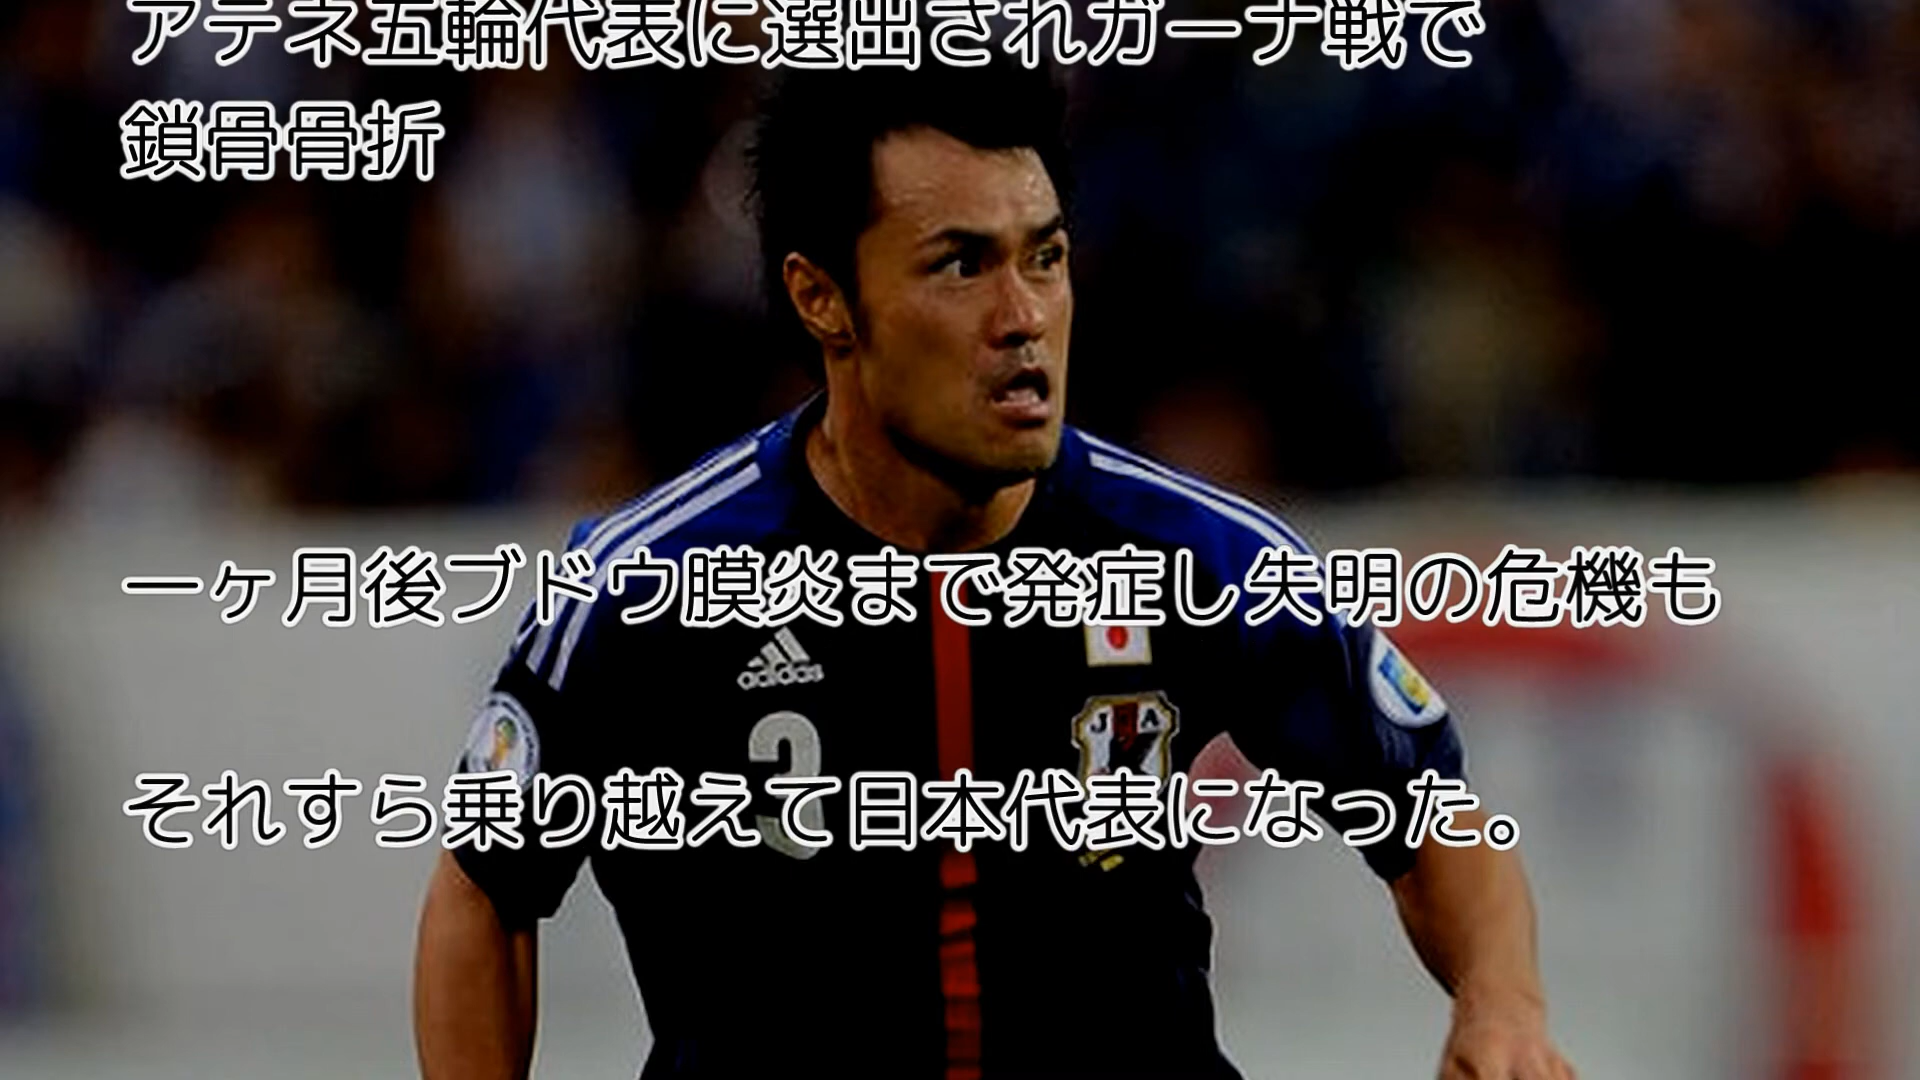 アテネ五輪代表に選出されガーナ戦で
鎖骨骨折
一ヶ月後ブドウ膜炎まで発症し失明の危機も
adidas
3
JFA
それすら乗り越えて日本代表になった。